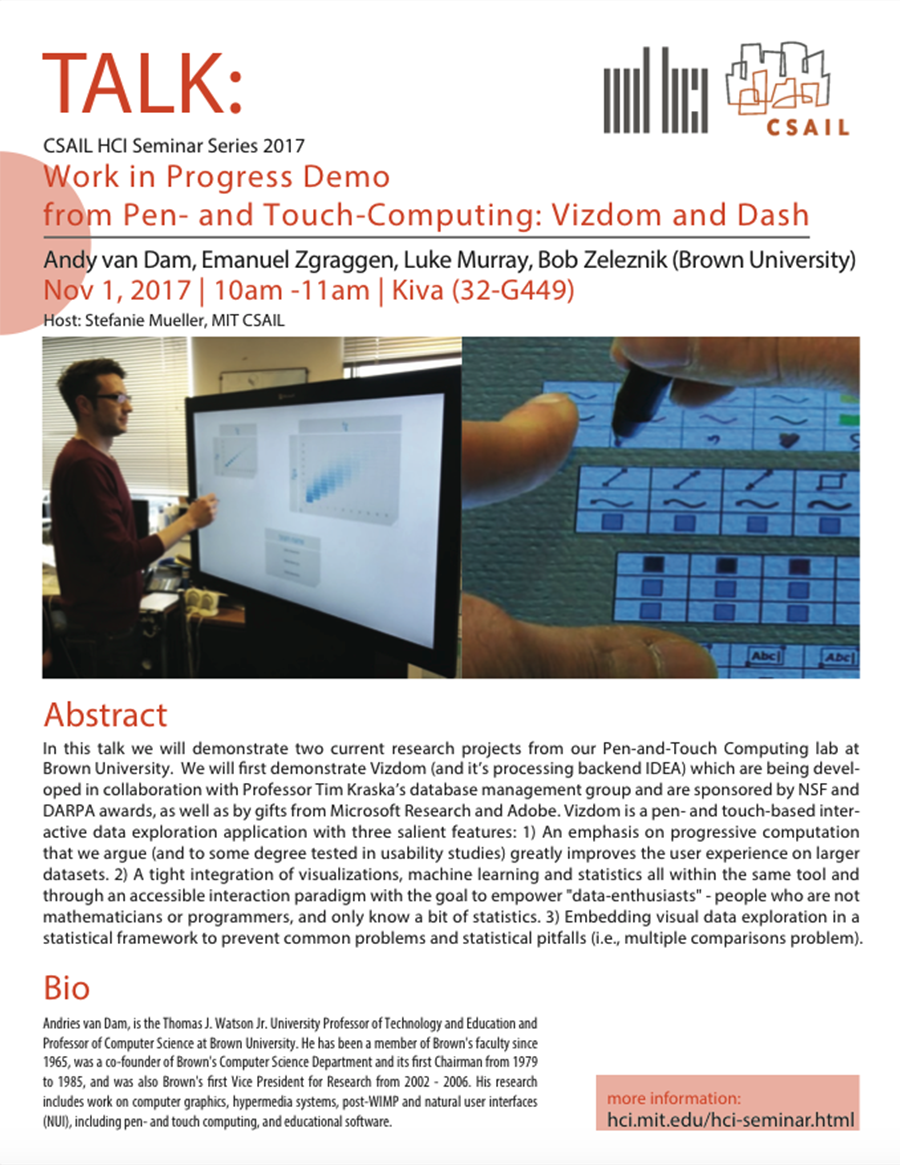 TALK:
mit hci
CSAIL
CSAIL HCI Seminar Series 2017
Work in Progress Demo
from Pen- and Touch-Computing: Vizdom and Dash
Andy van Dam, Emanuel Zgraggen, Luke Murray, Bob Zeleznik (Brown University)
Nov 1, 2017 | 10am -11am | Kiva (32-G449)
Host: Stefanie Mueller, MIT CSAIL
Abc
Abc
Abstract
In this talk we will demonstrate two current research projects from our Pen-and-Touch Computing lab at
Brown University.  We will first demonstrate Vizdom (and it's processing backend IDEA) which are being devel-
oped in collaboration with Professor Tim Kraska's database management group and are sponsored by NSF and
DARPA awards, as well as by gifts from Microsoft Research and Adobe. Vizdom is a pen- and touch-based inter-
active data exploration application with three salient features: 1) An emphasis on progressive computation
that we argue (and to some degree tested in usability studies) greatly improves the user experience on larger
datasets. 2) A tight integration of visualizations, machine learning and statistics all within the same tool and
through an accessible interaction paradigm with the goal to empower "data-enthusiasts" - people who are not
mathematicians or programmers, and only know a bit of statistics. 3) Embedding visual data exploration in a
statistical framework to prevent common problems and statistical pitfalls (i.e., multiple comparisons problem).
Bio
Andries van Dam, is the Thomas J. Watson Jr. University Professor of Technology and Education and
Professor of Computer Science at Brown University. He has been a member of Brown's faculty since
1965, was a co-founder of Brown's Computer Science Department and its first Chairman from 1979
to 1985, and was also Brown's first Vice President for Research from 2002 - 2006. His research
includes work on computer graphics, hypermedia systems, post-WIMP and natural user interfaces
(NUI), including pen- and touch computing, and educational software.
more information:
hci.mit.edu/hci-seminar.html